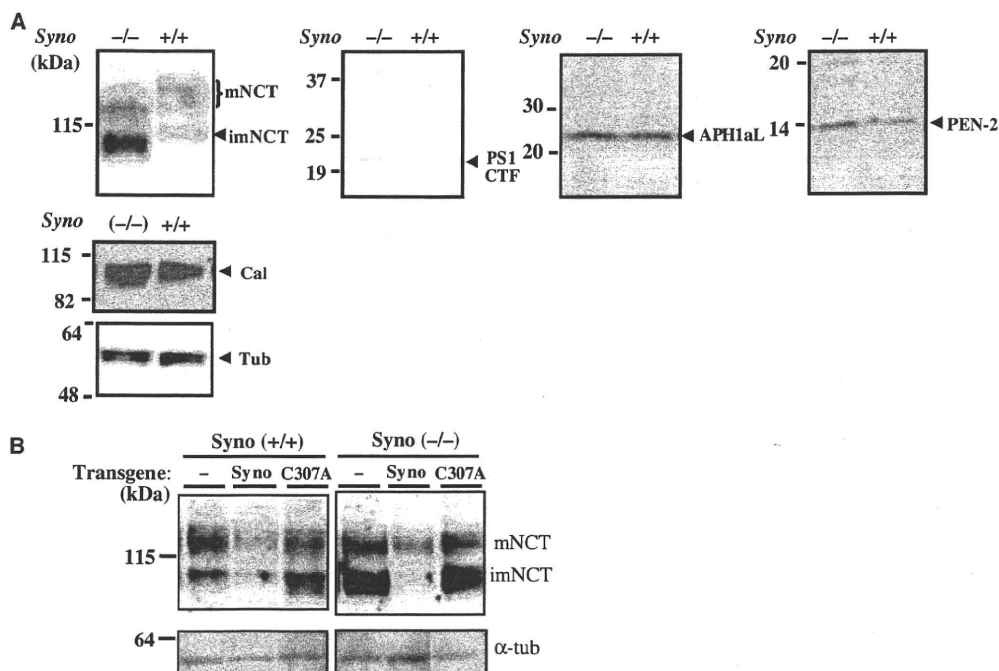 A
Syno −/− +/+
(kDa)
115
mNCT
imNCT
Syno −/− +/+
37
25
19
PS1
CTF
Syno −/− +/+
30
20
APH1aL
Syno −/− +/+
20
14
PEN-2
Syno (−/−) +/+
115
82
Cal
64
48
Tub
B
Syno (+/+) Syno (−/−)
Transgene: – Syno C307A – Syno C307A
(kDa)
115
mNCT
imNCT
64
α-tub